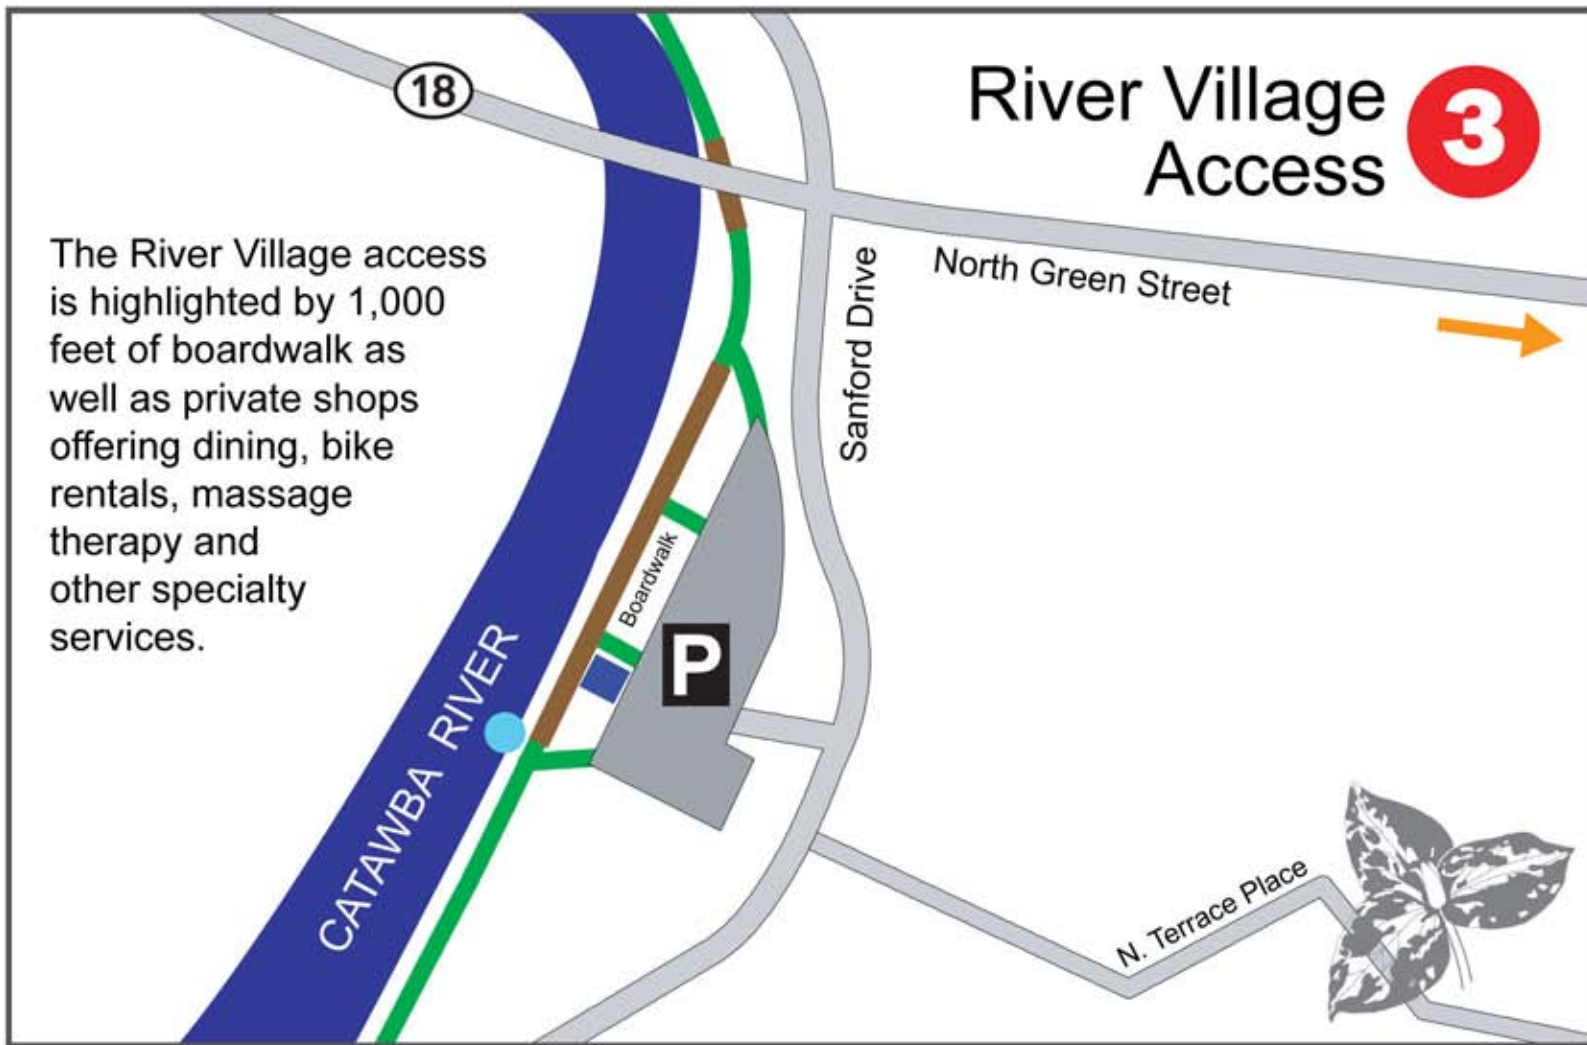 18
River Village
Access
3
The River Village access
is highlighted by 1,000
feet of boardwalk as
well as private shops
offering dining, bike
rentals, massage
therapy and
other specialty
services.
North Green Street
Sanford Drive
Boardwalk
P
CATAWBA RIVER
N. Terrace Place